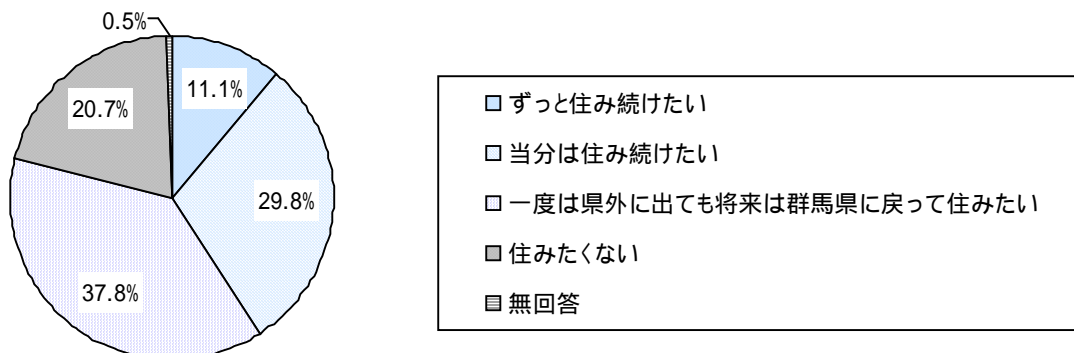 0.5%
11.1%
20.7%
29.8%
37.8%
ずっと住み続けたい
当分は住み続けたい
一度は県外に出ても将来は群馬県に戻って住みたい
住みたくない
無回答